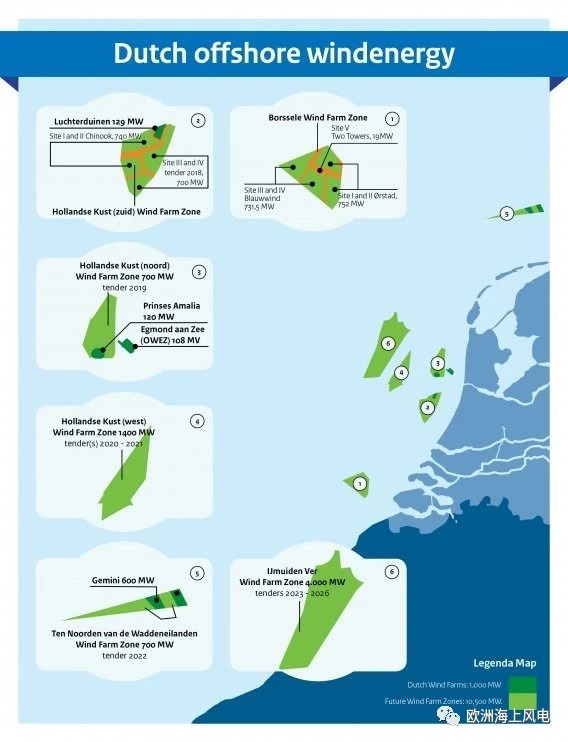 Dutch offshore windenergy
Luchterduinen 129 MW
2
Site I and II Chinook, 740 MW
Site III and IV
tender 2018,
700 MW
Hollandse Kust (zuid) Wind Farm Zone
Borssele Wind Farm Zone
1
Site V
Two Towers, 19MW
Site III and IV
Blauwwind
731,5 MW
Site I and II Ørstad,
752 MW
5
Hollandse Kust (noord)
Wind Farm Zone 700 MW
tender 2019
3
Prinses Amalia
120 MW
Egmond aan Zee
(OWEZ) 108 MV
6
4
3
2
Hollandse Kust (west)
Wind Farm Zone 1400 MW
tender(s) 2020 - 2021
4
1
Gemini 600 MW
5
Ten Noorden van de Waddeneilanden
Wind Farm Zone 700 MW
tender 2022
IJmuiden Ver
Wind Farm Zone 4.000 MW
tenders 2023 - 2026
6
Legenda Map
Dutch Wind Farms: 1,000 MW
Future Wind Farm Zones: 10,500 MW.
欧洲海上风电